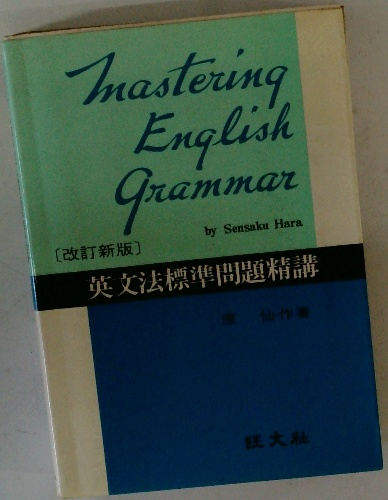 Mastering
English
Grammar
by Sensaku Hara
〔改訂新版〕
英文法標準問題精講
原 仙作著
旺文社